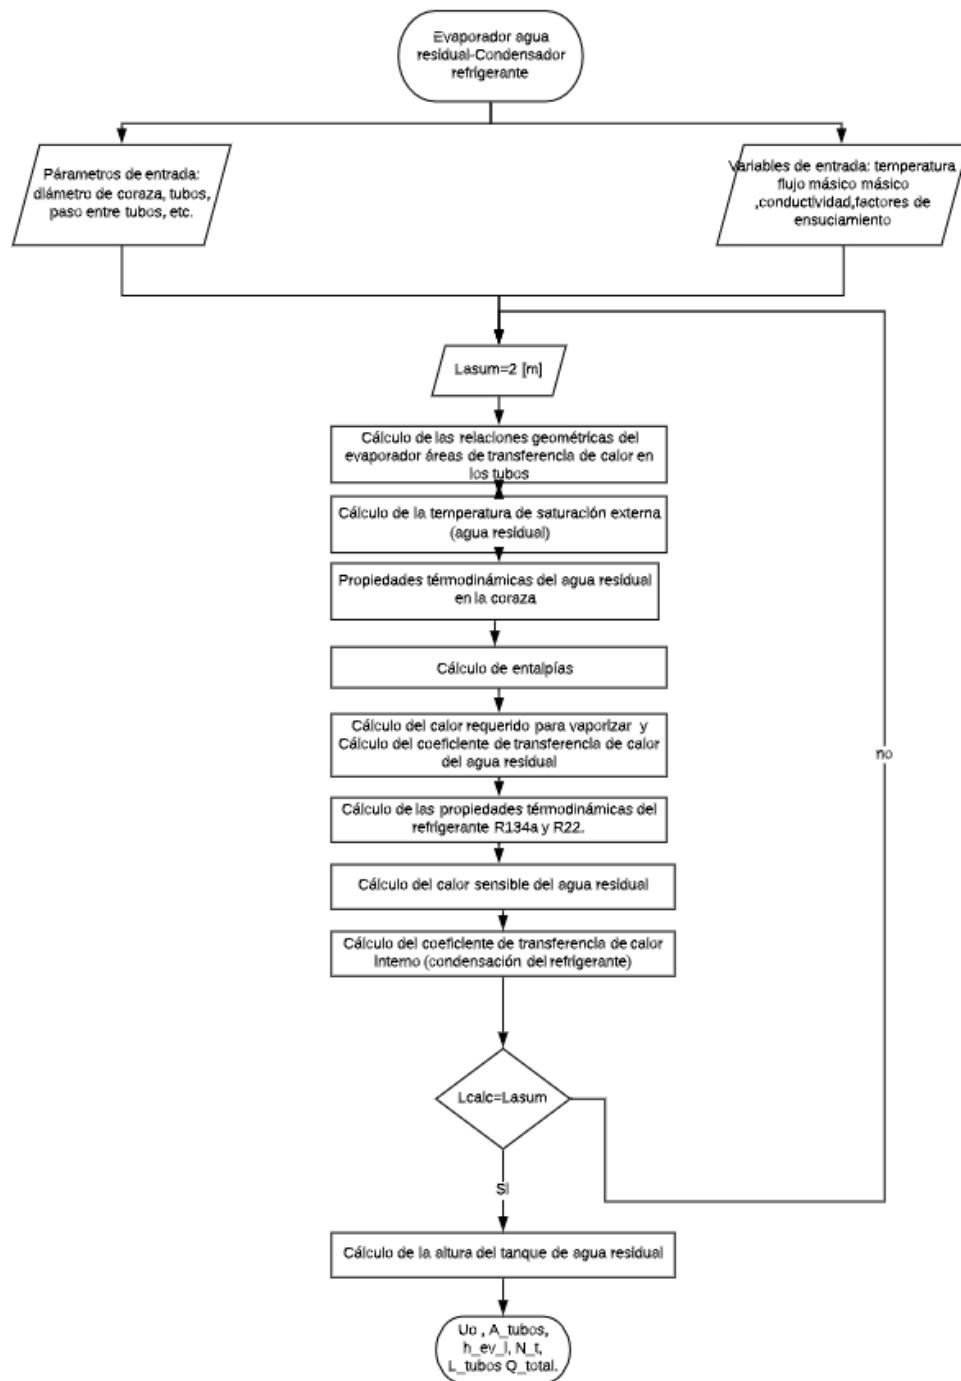 Evaporador agua
residual-Condensador
refrigerante
Párametros de entrada:
diámetro de coraza, tubos,
paso entre tubos, etc.
Variables de entrada: temperatura ,
flujo másico másico
,conductividad,factores de
ensuciamiento
Lasum=2 [m]
Cálculo de las relaciones geométricas del
evaporador áreas de transferencia de calor en
los tubos
Cálculo de la temperatura de saturación externa
(agua residual)
Propiedades térmodinámicas del agua residual
en la coraza
Cálculo de entalpías
Cálculo del calor requerido para vaporizar y
Cálculo del coeficiente de transferencia de calor
del agua residual
no
Cálculo de las propiedades térmodinámicas del
refrigerante R134a y R22.
Cálculo del calor sensible del agua residual
Cálculo del coeficiente de transferencia de calor
interno (condensación del refrigerante)
Lcalc=Lasum
Si
Cálculo de la altura del tanque de agua residual
Uo , A_tubos,
h_ev_i, N_t,
L_tubos Q_total.